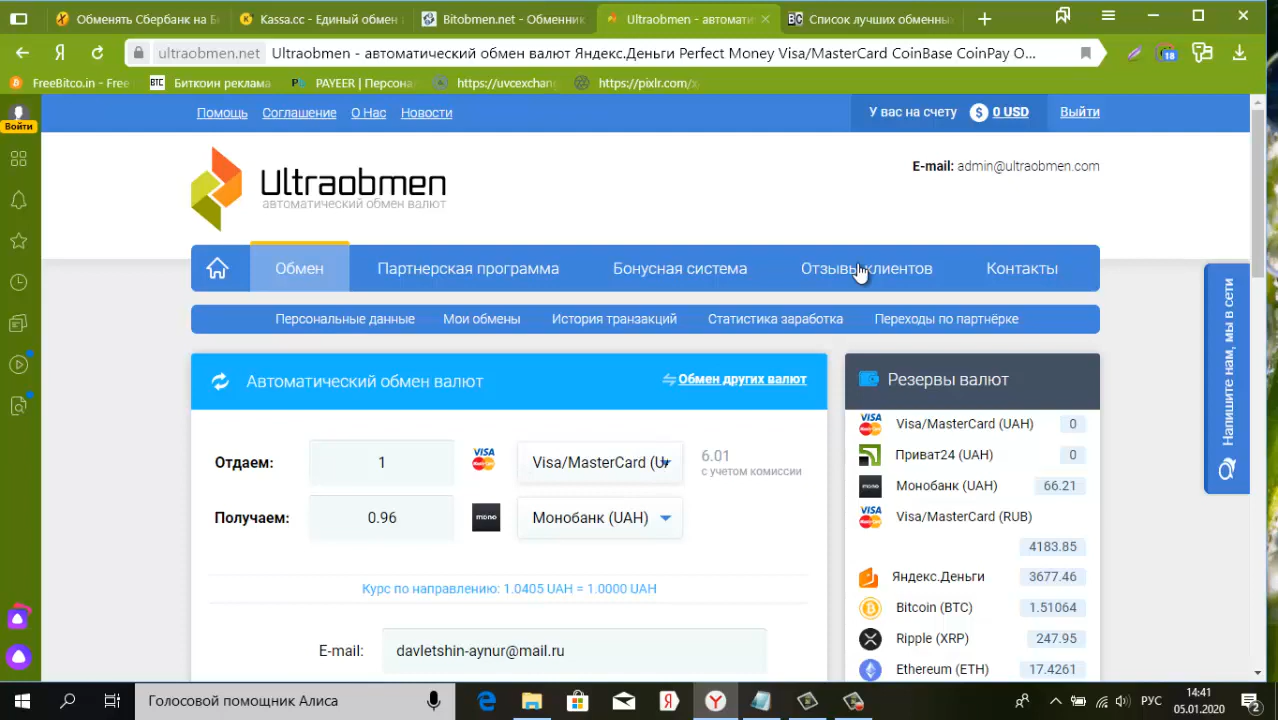 Обменять Сбербанк на Б
Kassa.cc - Единый обмен
Bitobmen.net - Обменник
Ultraobmen - автомати
Список лучших обменны
ultraobmen.net Ultraobmen - автоматический обмен валют Яндекс.Деньги Perfect Money Visa/MasterCard CoinBase CoinPay O...
18
FreeBitco.in - Free
Биткоин реклама
PAYEER | Персона
https://uvcexchan
https://pixlr.com/x
Войти
Помощь Соглашение О Нас Новости
У вас на счету $ 0 USD Выйти
E-mail: admin@ultraobmen.com
Ultraobmen
автоматический обмен валют
Обмен Партнерская программа Бонусная система Отзывы клиентов Контакты
Персональные данные Мои обмены История транзакций Статистика заработка Переходы по партнёрке
Автоматический обмен валют
Обмен других валют
Отдаем: 1 VISA MasterCard Visa/MasterCard (U
6.01
с учетом комиссии
Получаем: 0.96 mono Монобанк (UAH)
Курс по направлению: 1.0405 UAH = 1.0000 UAH
E-mail: davletshin-aynur@mail.ru
Резервы валют
Visa/MasterCard (UAH) 0
Приват24 (UAH) 0
Монобанк (UAH) 66.21
Visa/MasterCard (RUB)
4183.85
Яндекс.Деньги 3677.46
Bitcoin (BTC) 1.51064
Ripple (XRP) 247.95
Ethereum (ETH) 17.4261
Напишите нам, мы в сети
Голосовой помощник Алиса
РУС
14:41
05.01.2020
2